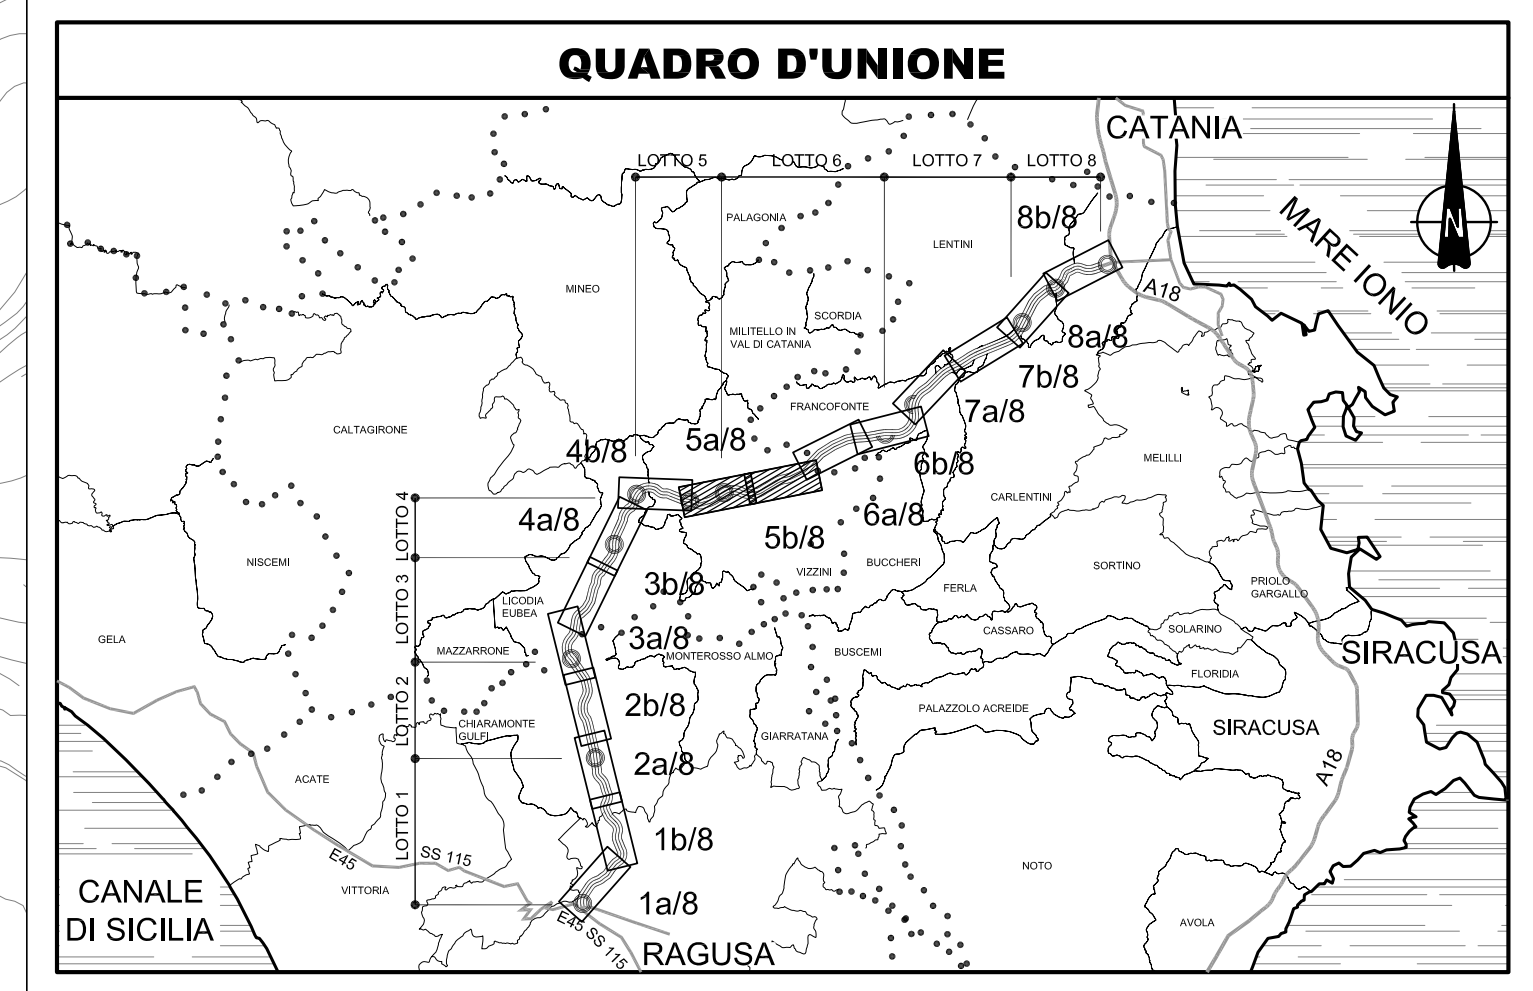 QUADRO D'UNIONE
CATANIA
LOTTO 5
LOTTO 6
LOTTO 7
LOTTO 8
PALAGONIA
8b/8
MARE IONIO
N
LENTINI
MINEO
A18
SCORDIA
MILITELLO IN
VAL DI CATANIA
8a/8
7b/8
FRANCOFONTE
7a/8
CALTAGIRONE
5a/8
4b/8
6b/8
MELILLI
CARLENTINI
LOTTO 4
4a/8
6a/8
5b/8
NISCEMI
VIZZINI
BUCCHERI
SORTINO
3b/8
FERLA
PRIOLO
GARGALLO
LOTTO 3
LICODIA
EUBEA
CASSARO
SOLARINO
GELA
3a/8
MAZZARRONE
MONTEROSSO ALMO
BUSCEMI
SIRACUSA
FLORIDIA
LOTTO 2
2b/8
PALAZZOLO ACREIDE
CHIARAMONTE
GULFI
GIARRATANA
SIRACUSA
2a/8
A18
ACATE
LOTTO 1
1b/8
E45
SS 115
NOTO
VITTORIA
CANALE
DI SICILIA
1a/8
E45 SS 115
AVOLA
RAGUSA